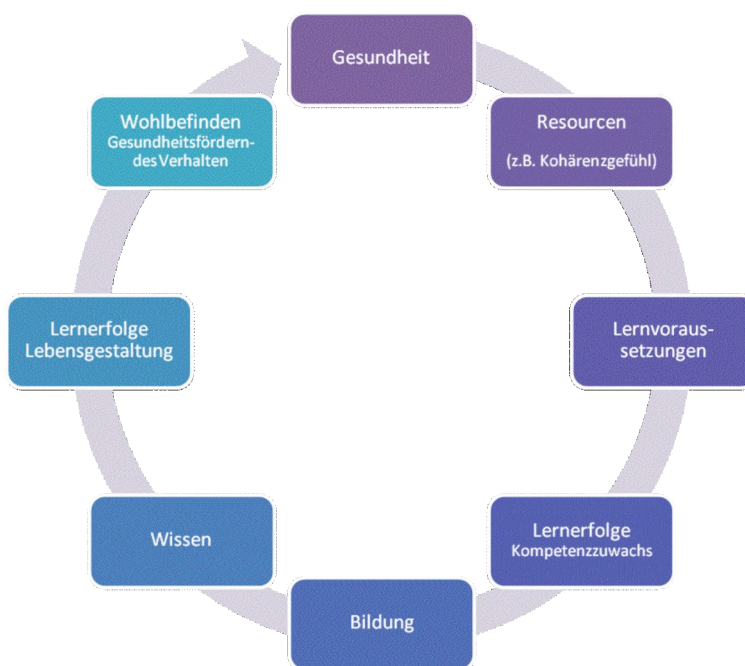 Gesundheit
Resourcen
(z.B. Kohärenzgefühl)
Lernvoraus-
setzungen
Lernerfolge
Kompetenzzuwachs
Bildung
Wissen
Lernerfolge
Lebensgestaltung
Wohlbefinden
Gesundheitsfördern-
des Verhalten